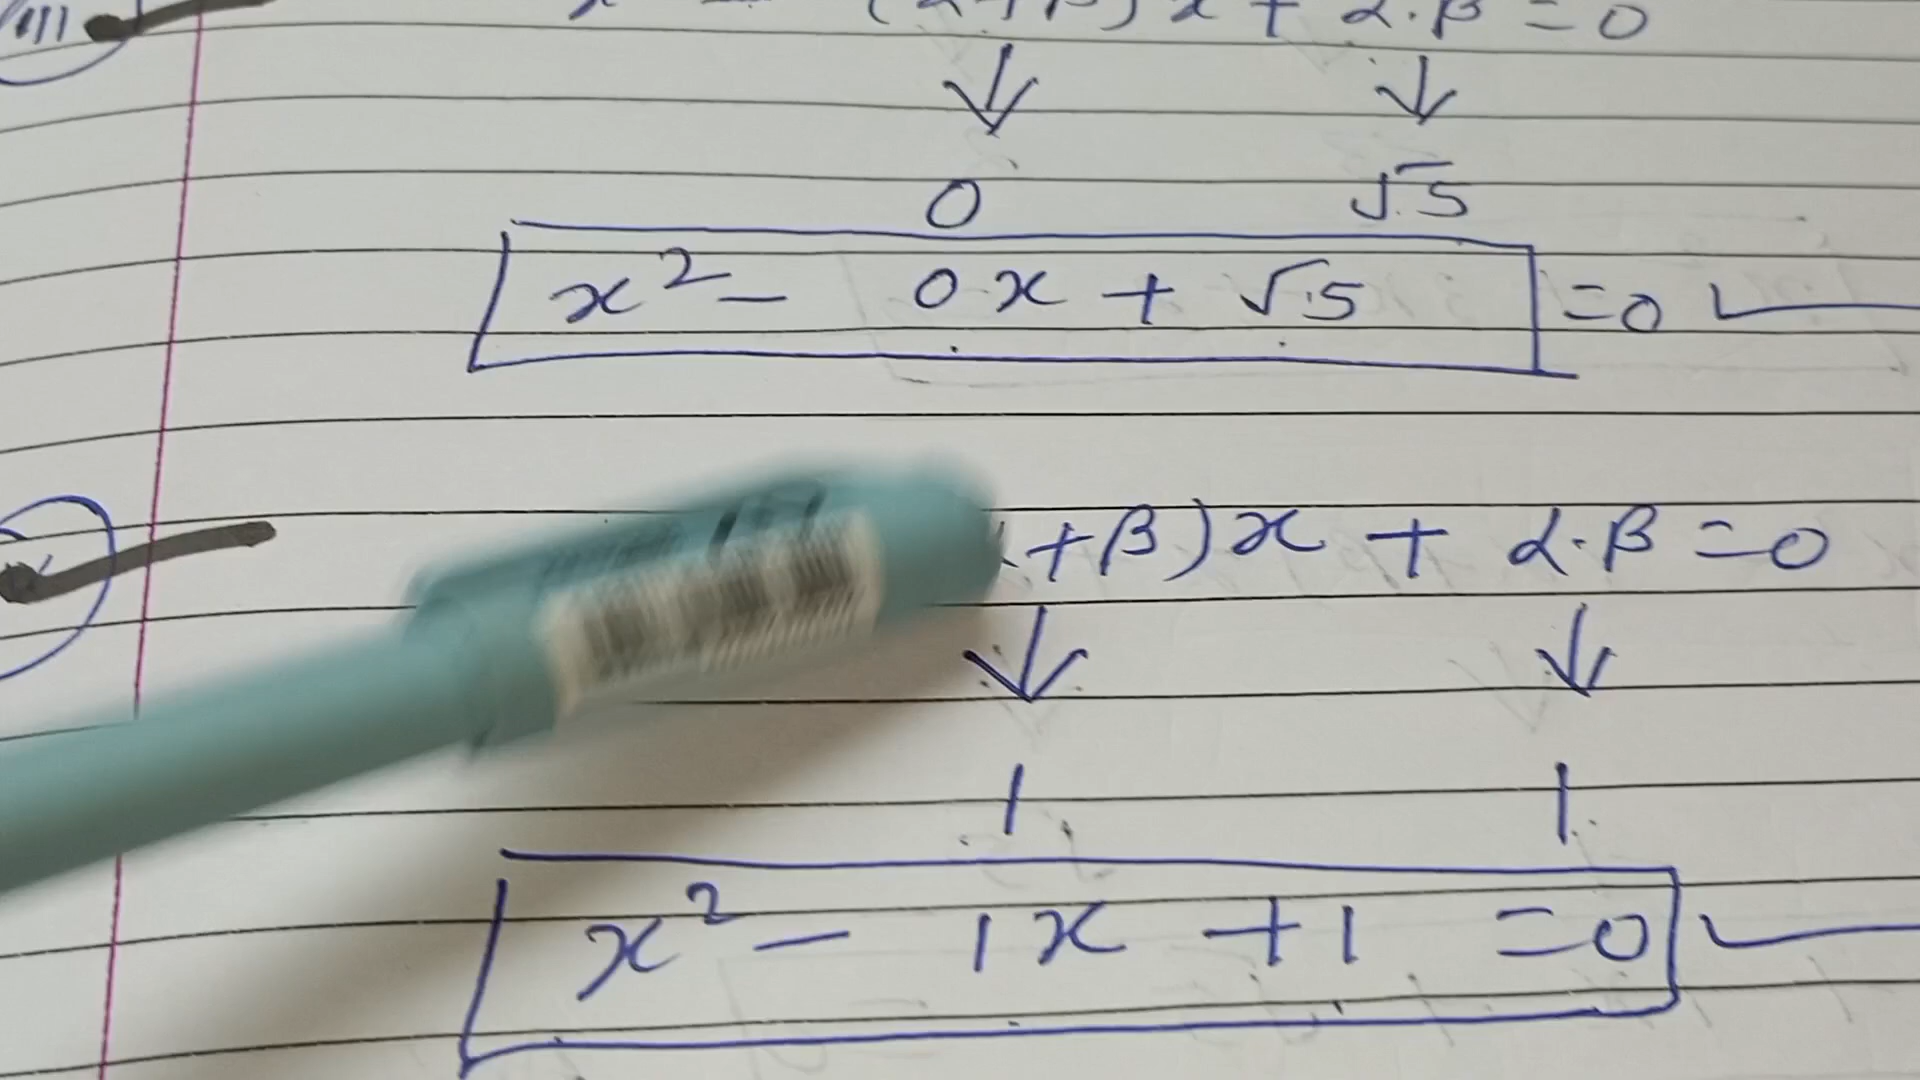 (α+β)x + α.β = 0
0 √5
x² - 0x + √5 = 0
+β)x + α.β = 0
1 1
x² - 1x + 1 = 0